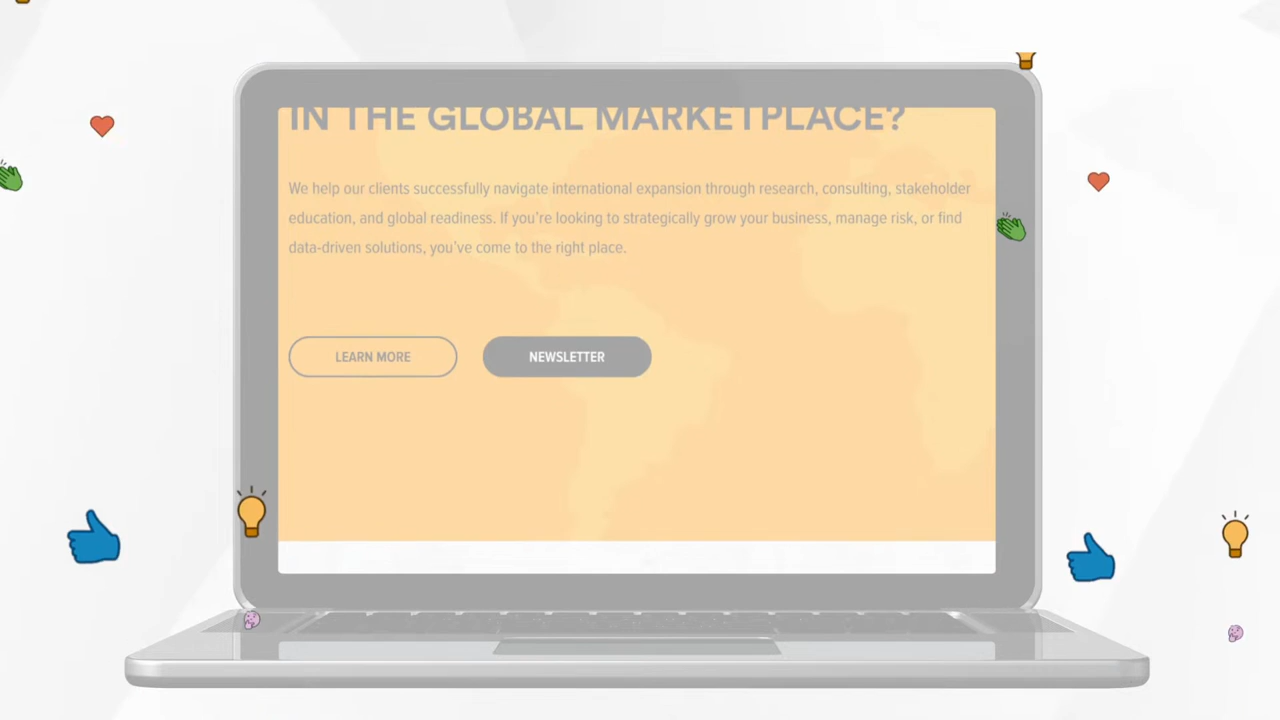 IN THE GLOBAL MARKETPLACE?
We help our clients successfully navigate international expansion through research, consulting, stakeholder
education, and global readiness. If you’re looking to strategically grow your business, manage risk, or find
data-driven solutions, you’ve come to the right place.
LEARN MORE
NEWSLETTER